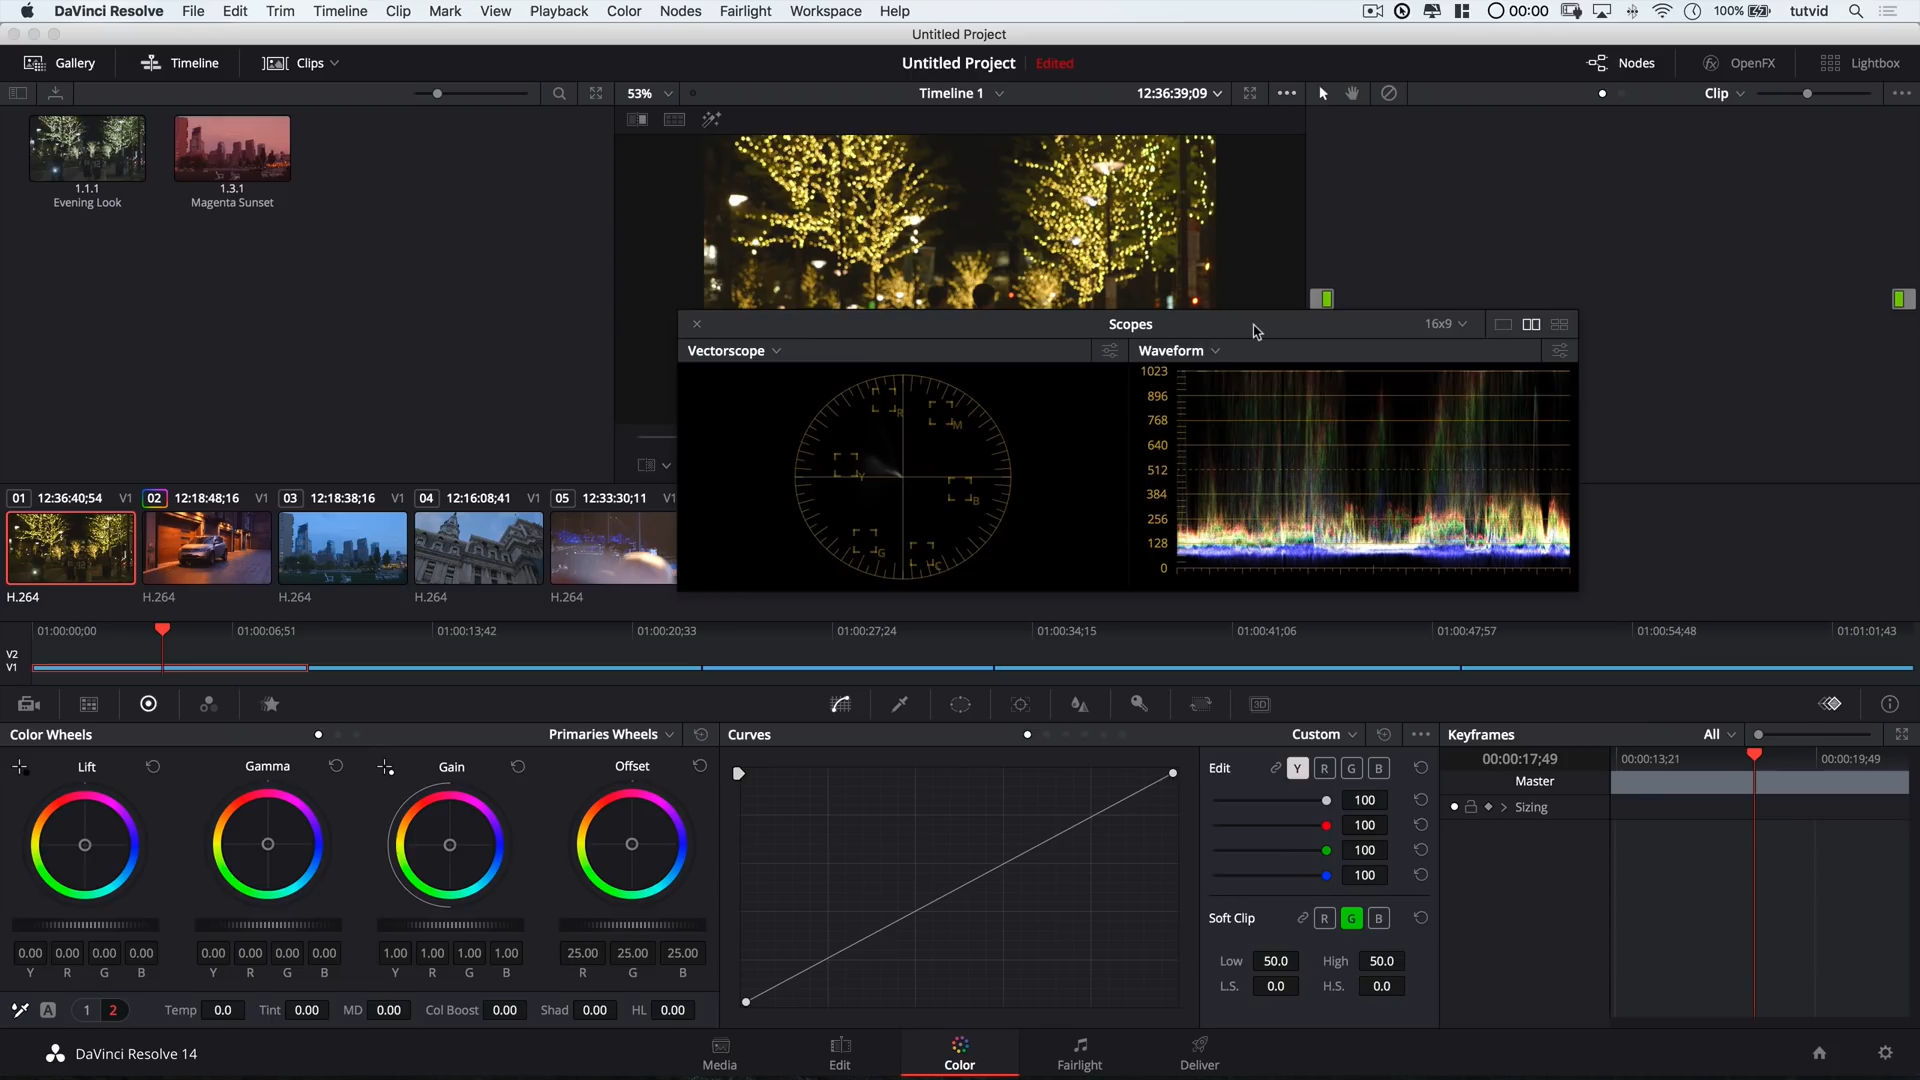 DaVinci Resolve File Edit Trim Timeline Clip Mark View Playback Color Nodes Fairlight Workspace Help 00:00 100% tutvid
Untitled Project
Gallery Timeline Clips Untitled Project Edited Nodes OpenFX Lightbox
53% Timeline 1 12:36:39;09 Clip
1.1.1 1.3.1
Evening Look Magenta Sunset
Scopes 16x9
Vectorscope Waveform
R M Y B G C
1023
896
768
640
512
384
256
128
0
01 12:36:40;54 V1 02 12:18:48;16 V1 03 12:18:38;16 V1 04 12:16:08;41 V1 05 12:33:30;11 V1
H.264 H.264 H.264 H.264 H.264
01:00:00;00 01:00:06;51 01:00:13;42 01:00:20;33 01:00:27;24 01:00:34;15 01:00:41;06 01:00:47;57 01:00:54;48 01:01:01;43
V2
V1
3D
Color Wheels Primaries Wheels Curves Custom Keyframes All
Lift Gamma Gain Offset
0.00 0.00 0.00 0.00 0.00 0.00 0.00 0.00 1.00 1.00 1.00 1.00 25.00 25.00 25.00
Y R G B Y R G B Y R G B R G B
A 1 2 Temp 0.0 Tint 0.00 MD 0.00 Col Boost 0.00 Shad 0.00 HL 0.00
Edit Y R G B
100
100
100
100
Soft Clip R G B
Low 50.0 High 50.0
L.S. 0.0 H.S. 0.0
00:00:17;49 00:00:13;21 00:00:19;49
Master
Sizing
DaVinci Resolve 14 Media Edit Color Fairlight Deliver